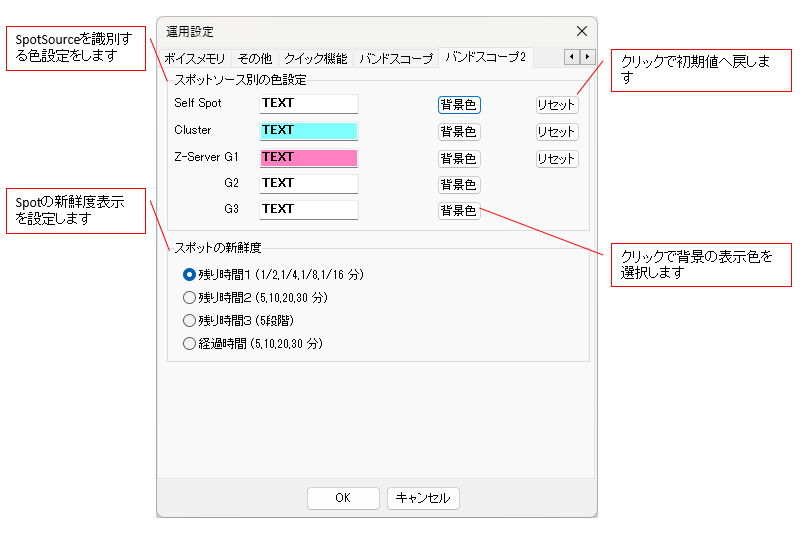 SpotSourceを識別す
る色設定をします
運用設定
ボイスメモリ その他 クイック機能 バンドスコープ バンドスコープ2
スポットソース別の色設定
Self Spot TEXT 背景色 リセット
Cluster TEXT 背景色 リセット
Z-Server G1 TEXT 背景色 リセット
G2 TEXT 背景色
G3 TEXT 背景色
クリックで初期値へ戻しま
す
Spotの新鮮度表示
を設定します
スポットの新鮮度
残り時間1 (1/2,1/4,1/8,1/16 分)
残り時間2 (5,10,20,30 分)
残り時間3 (5段階)
経過時間 (5,10,20,30 分)
クリックで背景の表示色を
選択します
OK キャンセル